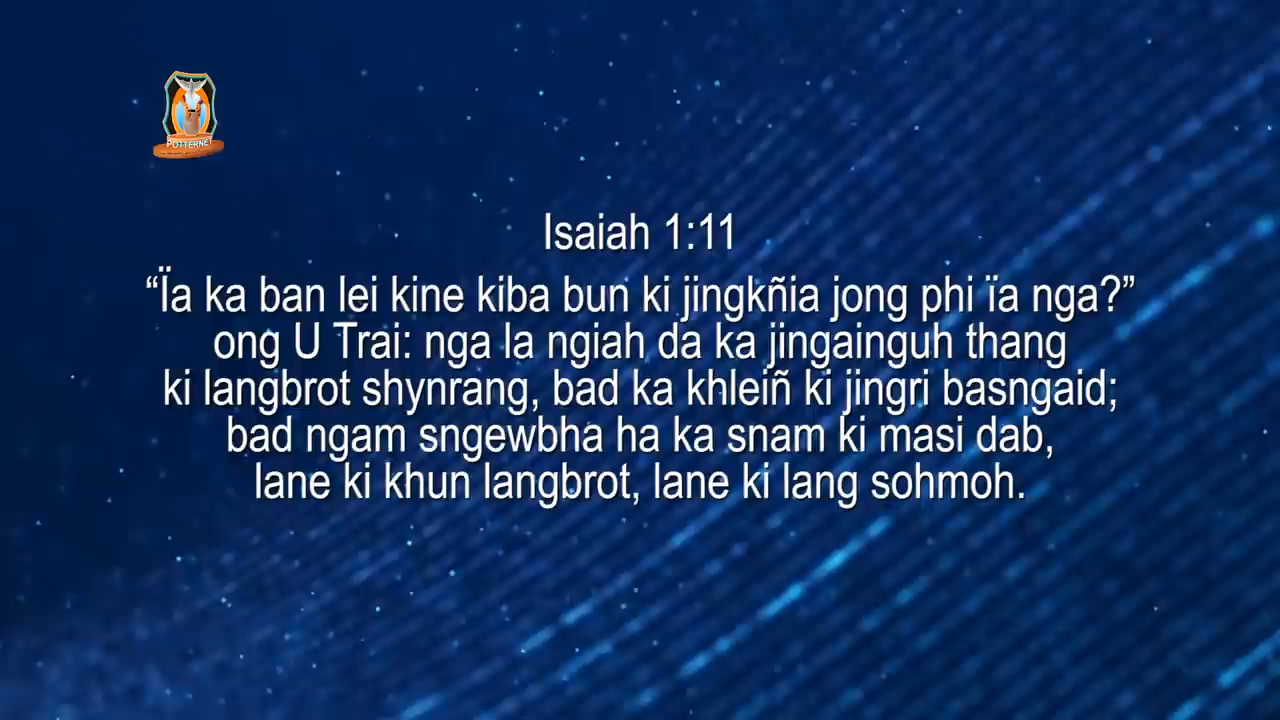 POTTERNET
Isaiah 1:11
“Ïa ka ban lei kine kiba bun ki jingkñia jong phi ïa nga?”
ong U Trai: nga la ngiah da ka jingainguh thang
ki langbrot shynrang, bad ka khleiñ ki jingri basngaid;
bad ngam sngewbha ha ka snam ki masi dab,
lane ki khun langbrot, lane ki lang sohmoh.